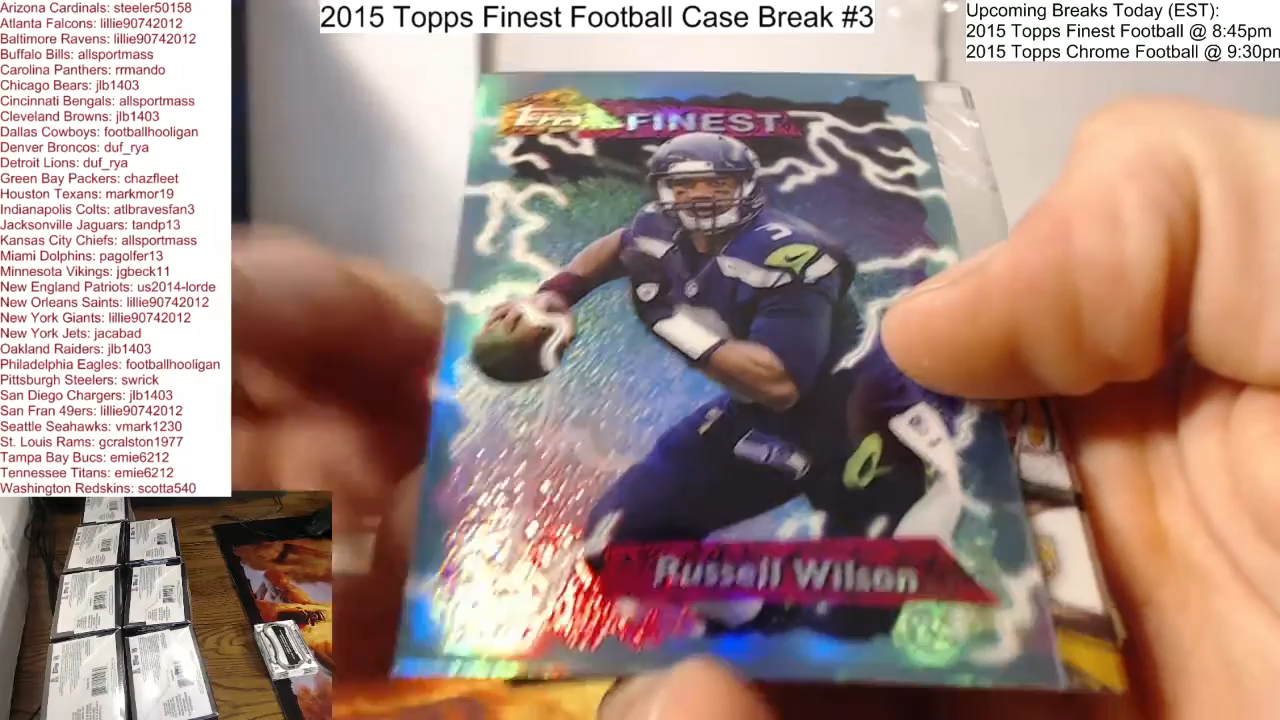 Arizona Cardinals: steeler50158
Atlanta Falcons: lillie90742012
Baltimore Ravens: lillie90742012
Buffalo Bills: allsportmass
Carolina Panthers: rrmando
Chicago Bears: jlb1403
Cincinnati Bengals: allsportmass
Cleveland Browns: jlb1403
Dallas Cowboys: footballhooligan
Denver Broncos: duf_rya
Detroit Lions: duf_rya
Green Bay Packers: chazfleet
Houston Texans: markmor19
Indianapolis Colts: atlbravesfan3
Jacksonville Jaguars: tandp13
Kansas City Chiefs: allsportmass
Miami Dolphins: pagolfer13
Minnesota Vikings: jgbeck11
New England Patriots: us2014-lorde
New Orleans Saints: lillie90742012
New York Giants: lillie90742012
New York Jets: jacabad
Oakland Raiders: jlb1403
Philadelphia Eagles: footballhooligan
Pittsburgh Steelers: swrick
San Diego Chargers: jlb1403
San Fran 49ers: lillie90742012
Seattle Seahawks: vmark1230
St. Louis Rams: gcralston1977
Tampa Bay Bucs: emie6212
Tennessee Titans: emie6212
Washington Redskins: scotta540
2015 Topps Finest Football Case Break #3
Upcoming Breaks Today (EST):
2015 Topps Finest Football @ 8:45pm
2015 Topps Chrome Football @ 9:30pm
Topps FINEST
3
Russell Wilson